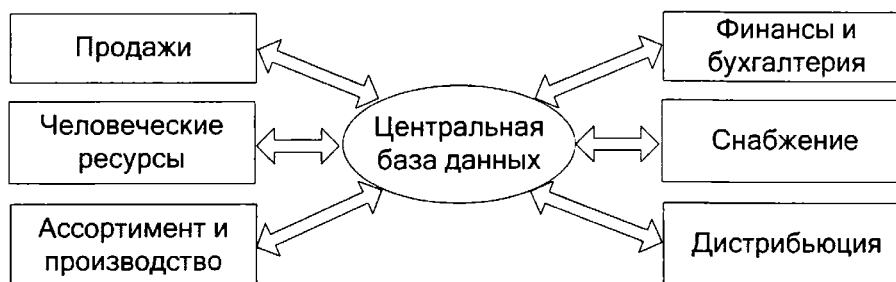 Продажи
Финансы и
бухгалтерия
Человеческие
ресурсы
Центральная
база данных
Снабжение
Ассортимент и
производство
Дистрибьюция